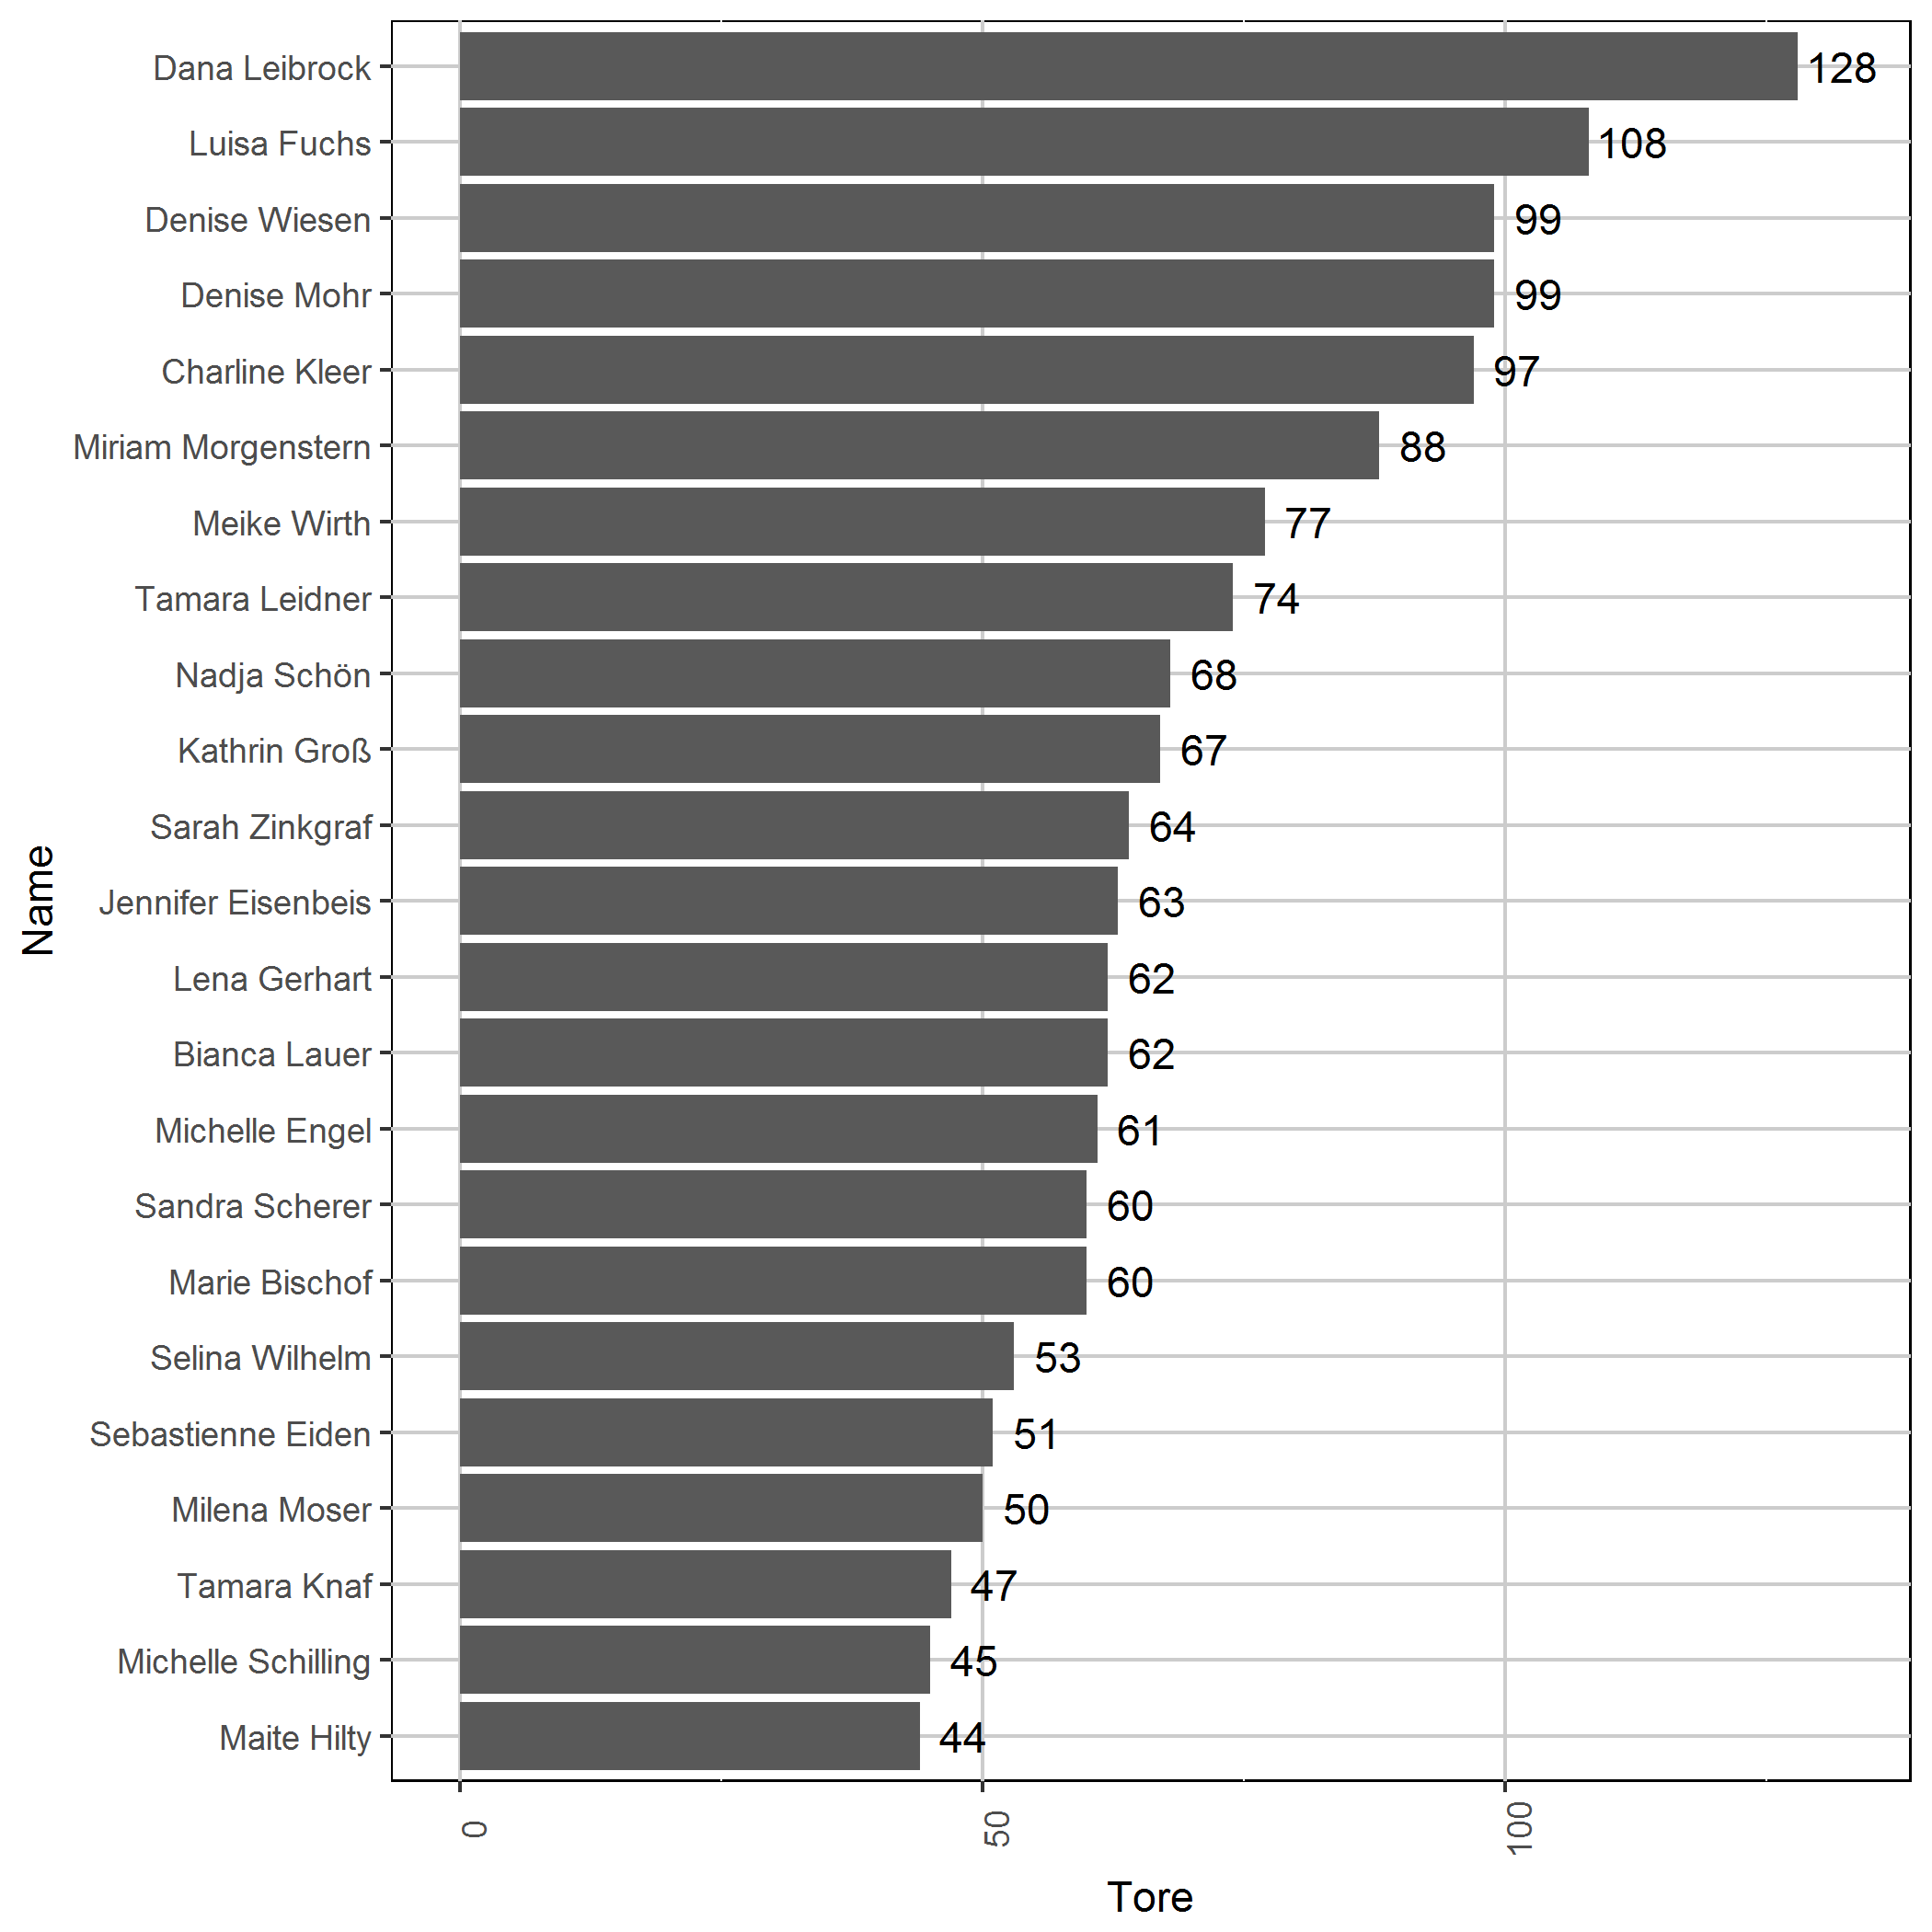 Dana Leibrock 128
Luisa Fuchs 108
Denise Wiesen 99
Denise Mohr 99
Charline Kleer 97
Miriam Morgenstern 88
Meike Wirth 77
Tamara Leidner 74
Nadja Schön 68
Kathrin Groß 67
Sarah Zinkgraf 64
Jennifer Eisenbeis 63
Lena Gerhart 62
Bianca Lauer 62
Michelle Engel 61
Sandra Scherer 60
Marie Bischof 60
Selina Wilhelm 53
Sebastienne Eiden 51
Milena Moser 50
Tamara Knaf 47
Michelle Schilling 45
Maite Hilty 44
Name
0 50 100
Tore